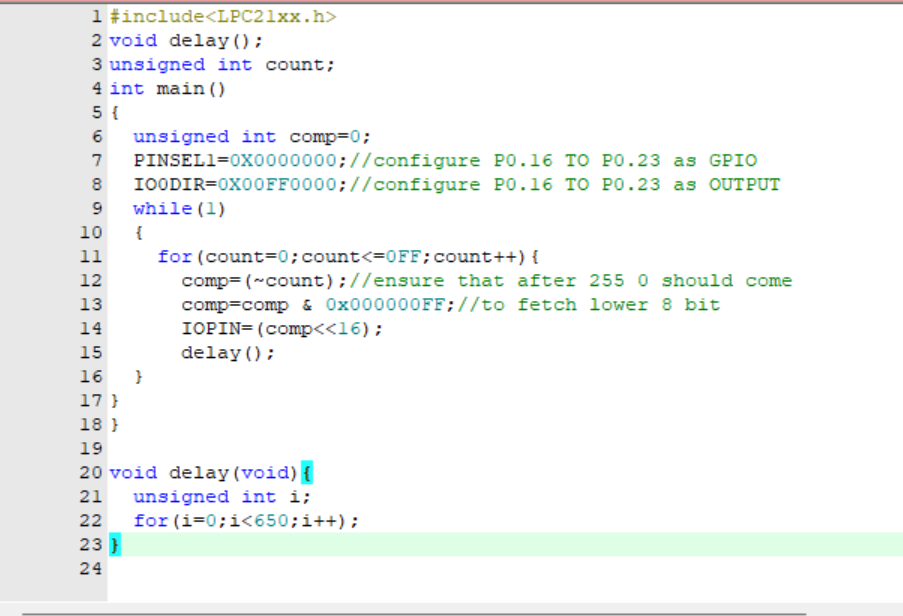 1 #include<LPC21xx.h>
2 void delay();
3 unsigned int count;
4 int main()
5 {
6 unsigned int comp=0;
7 PINSEL1=0X0000000;//configure P0.16 TO P0.23 as GPIO
8 IO0DIR=0X00FF0000;//configure P0.16 TO P0.23 as OUTPUT
9 while(1)
10 {
11 for(count=0;count<=0FF;count++){
12 comp=(~count);//ensure that after 255 0 should come
13 comp=comp & 0x000000FF;//to fetch lower 8 bit
14 IOPIN=(comp<<16);
15 delay();
16 }
17 }
18 }
19
20 void delay(void){
21 unsigned int i;
22 for(i=0;i<650;i++);
23 }
24